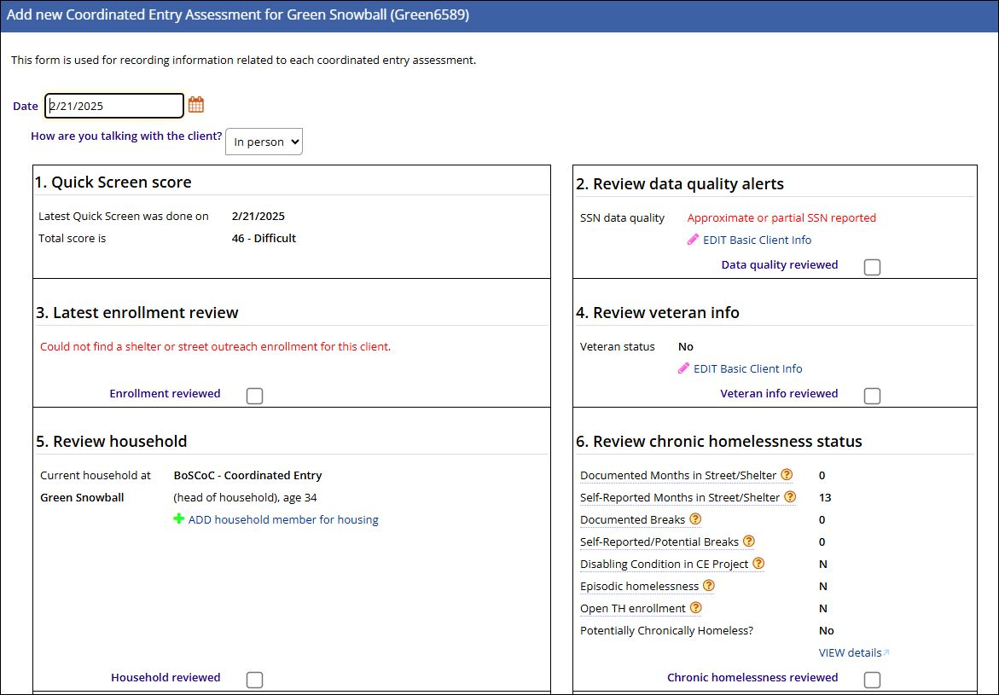 Add new Coordinated Entry Assessment for Green Snowball (Green6589)
This form is used for recording information related to each coordinated entry assessment.
Date 2/21/2025
How are you talking with the client? In person
1. Quick Screen score
Latest Quick Screen was done on 2/21/2025
Total score is 46 - Difficult
2. Review data quality alerts
SSN data quality Approximate or partial SSN reported
EDIT Basic Client Info
Data quality reviewed
3. Latest enrollment review
Could not find a shelter or street outreach enrollment for this client.
Enrollment reviewed
4. Review veteran info
Veteran status No
EDIT Basic Client Info
Veteran info reviewed
5. Review household
Current household at BoSCoC - Coordinated Entry
Green Snowball (head of household), age 34
ADD household member for housing
Household reviewed
6. Review chronic homelessness status
Documented Months in Street/Shelter ? 0
Self-Reported Months in Street/Shelter ? 13
Documented Breaks ? 0
Self-Reported/Potential Breaks ? 0
Disabling Condition in CE Project ? N
Episodic homelessness ? N
Open TH enrollment ? N
Potentially Chronically Homeless? No
VIEW details
Chronic homelessness reviewed